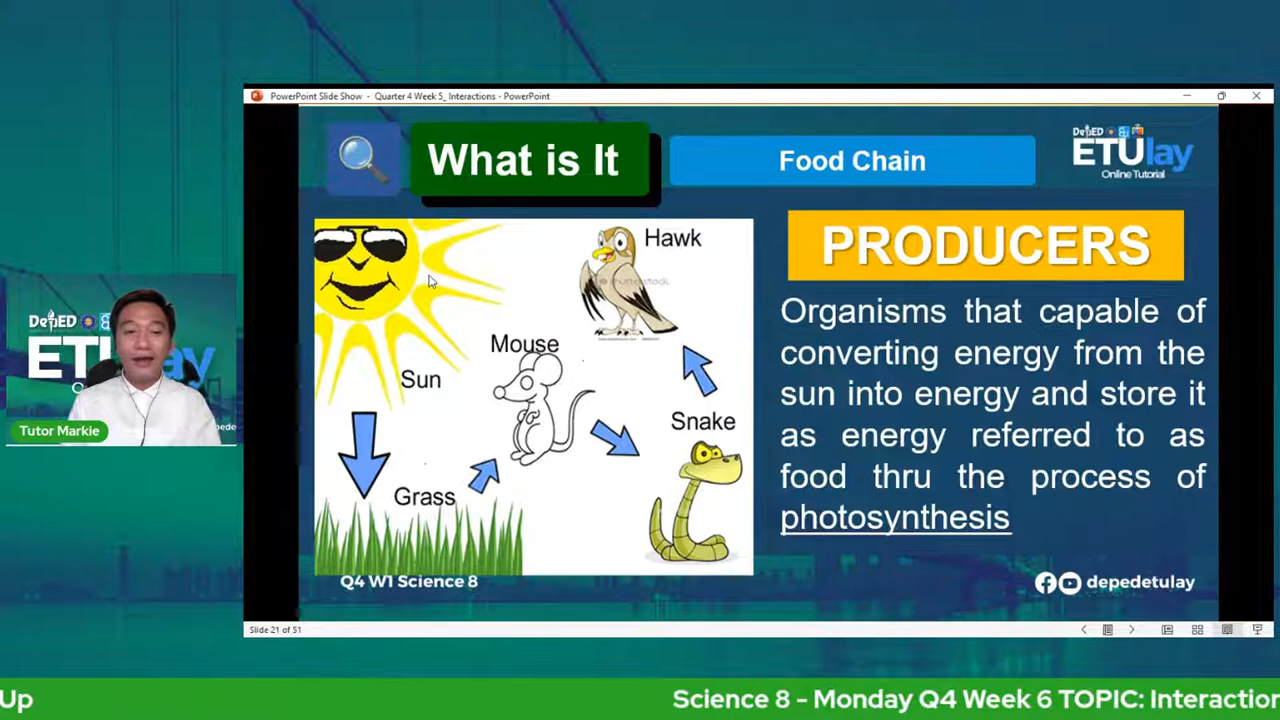 PowerPoint Slide Show - Quarter 4 Week 5_ Interactions - PowerPoint
What is It
Food Chain
DepED
ETUlay
Online Tutorial
Hawk
Mouse
Sun
Snake
Grass
PRODUCERS
Organisms that capable of
converting energy from the
sun into energy and store it
as energy referred to as
food thru the process of
photosynthesis
Q4 W1 Science 8
depedetulay
Slide 21 of 51
DepED
Tutor Markie
Up
Science 8 - Monday Q4 Week 6 TOPIC: Interaction